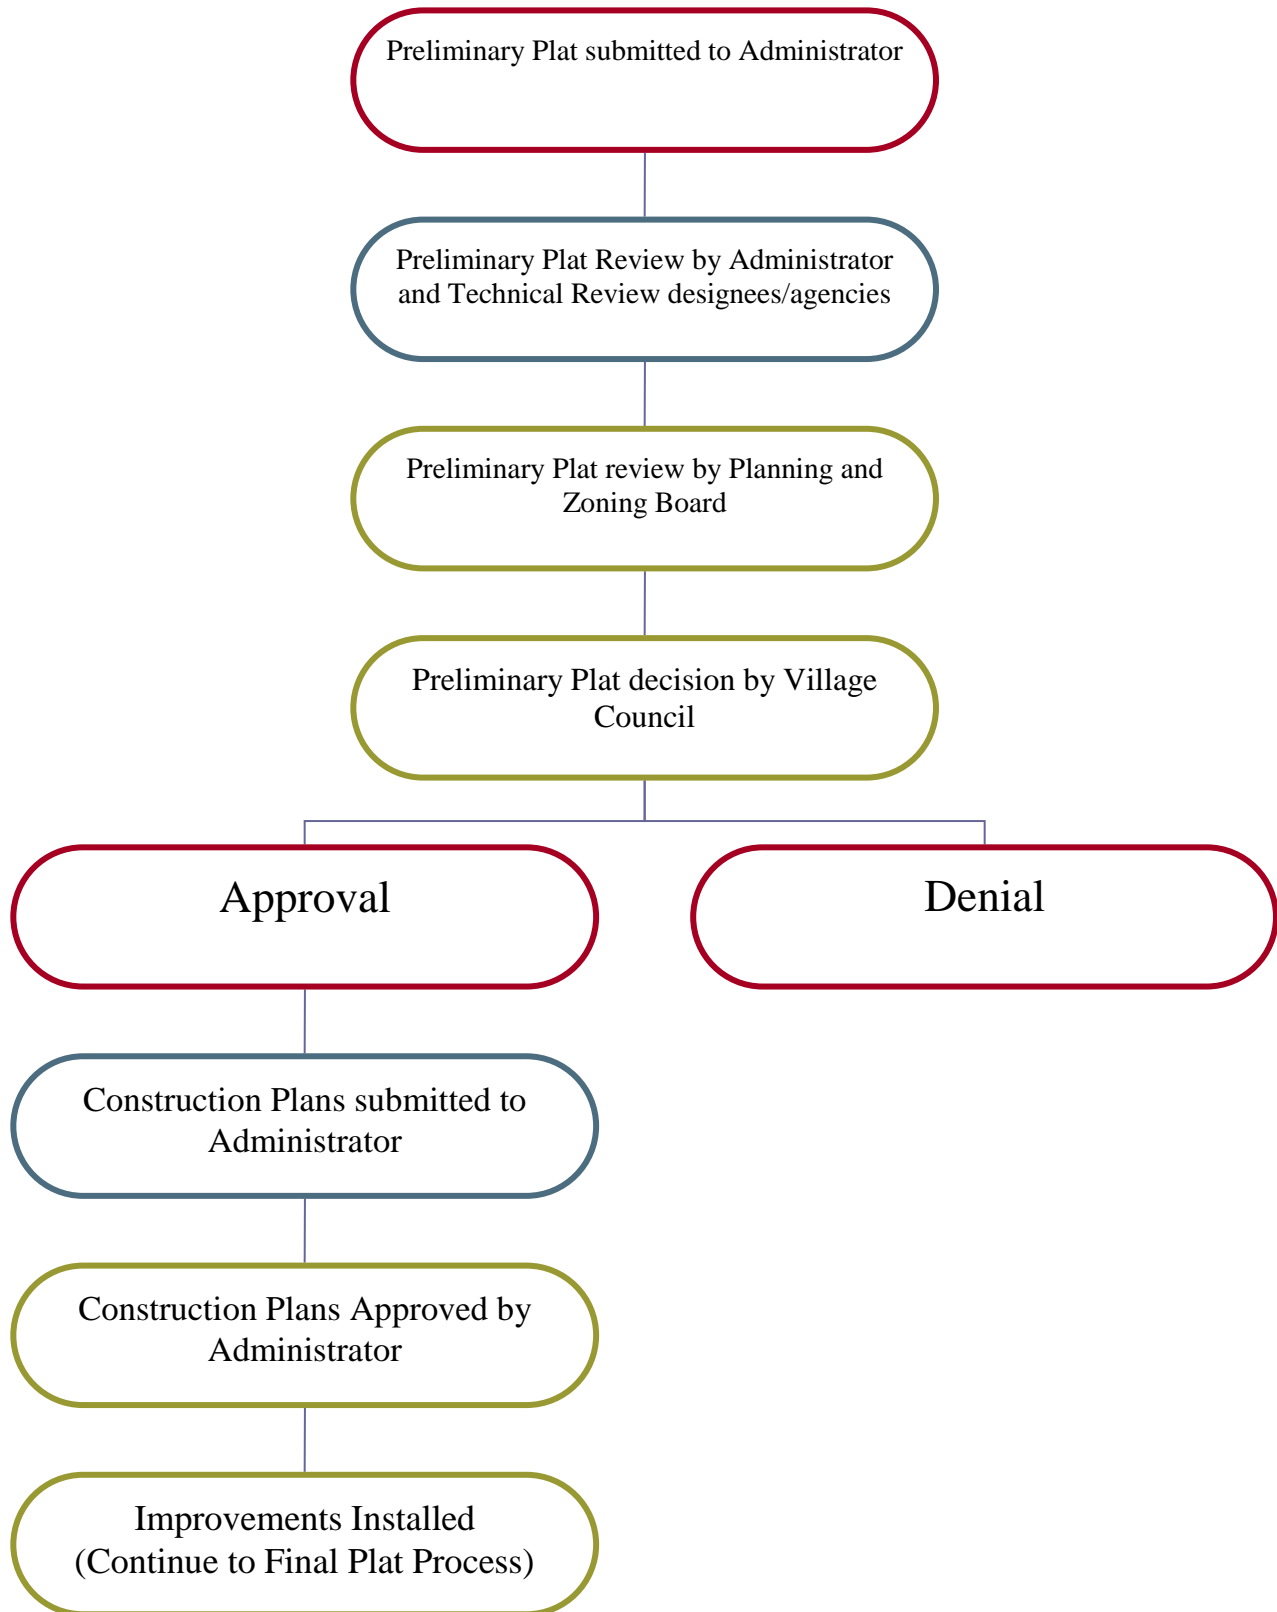 Preliminary Plat submitted to Administrator
Preliminary Plat Review by Administrator
and Technical Review designees/agencies
Preliminary Plat review by Planning and
Zoning Board
Preliminary Plat decision by Village
Council
Approval
Denial
Construction Plans submitted to
Administrator
Construction Plans Approved by
Administrator
Improvements Installed
(Continue to Final Plat Process)